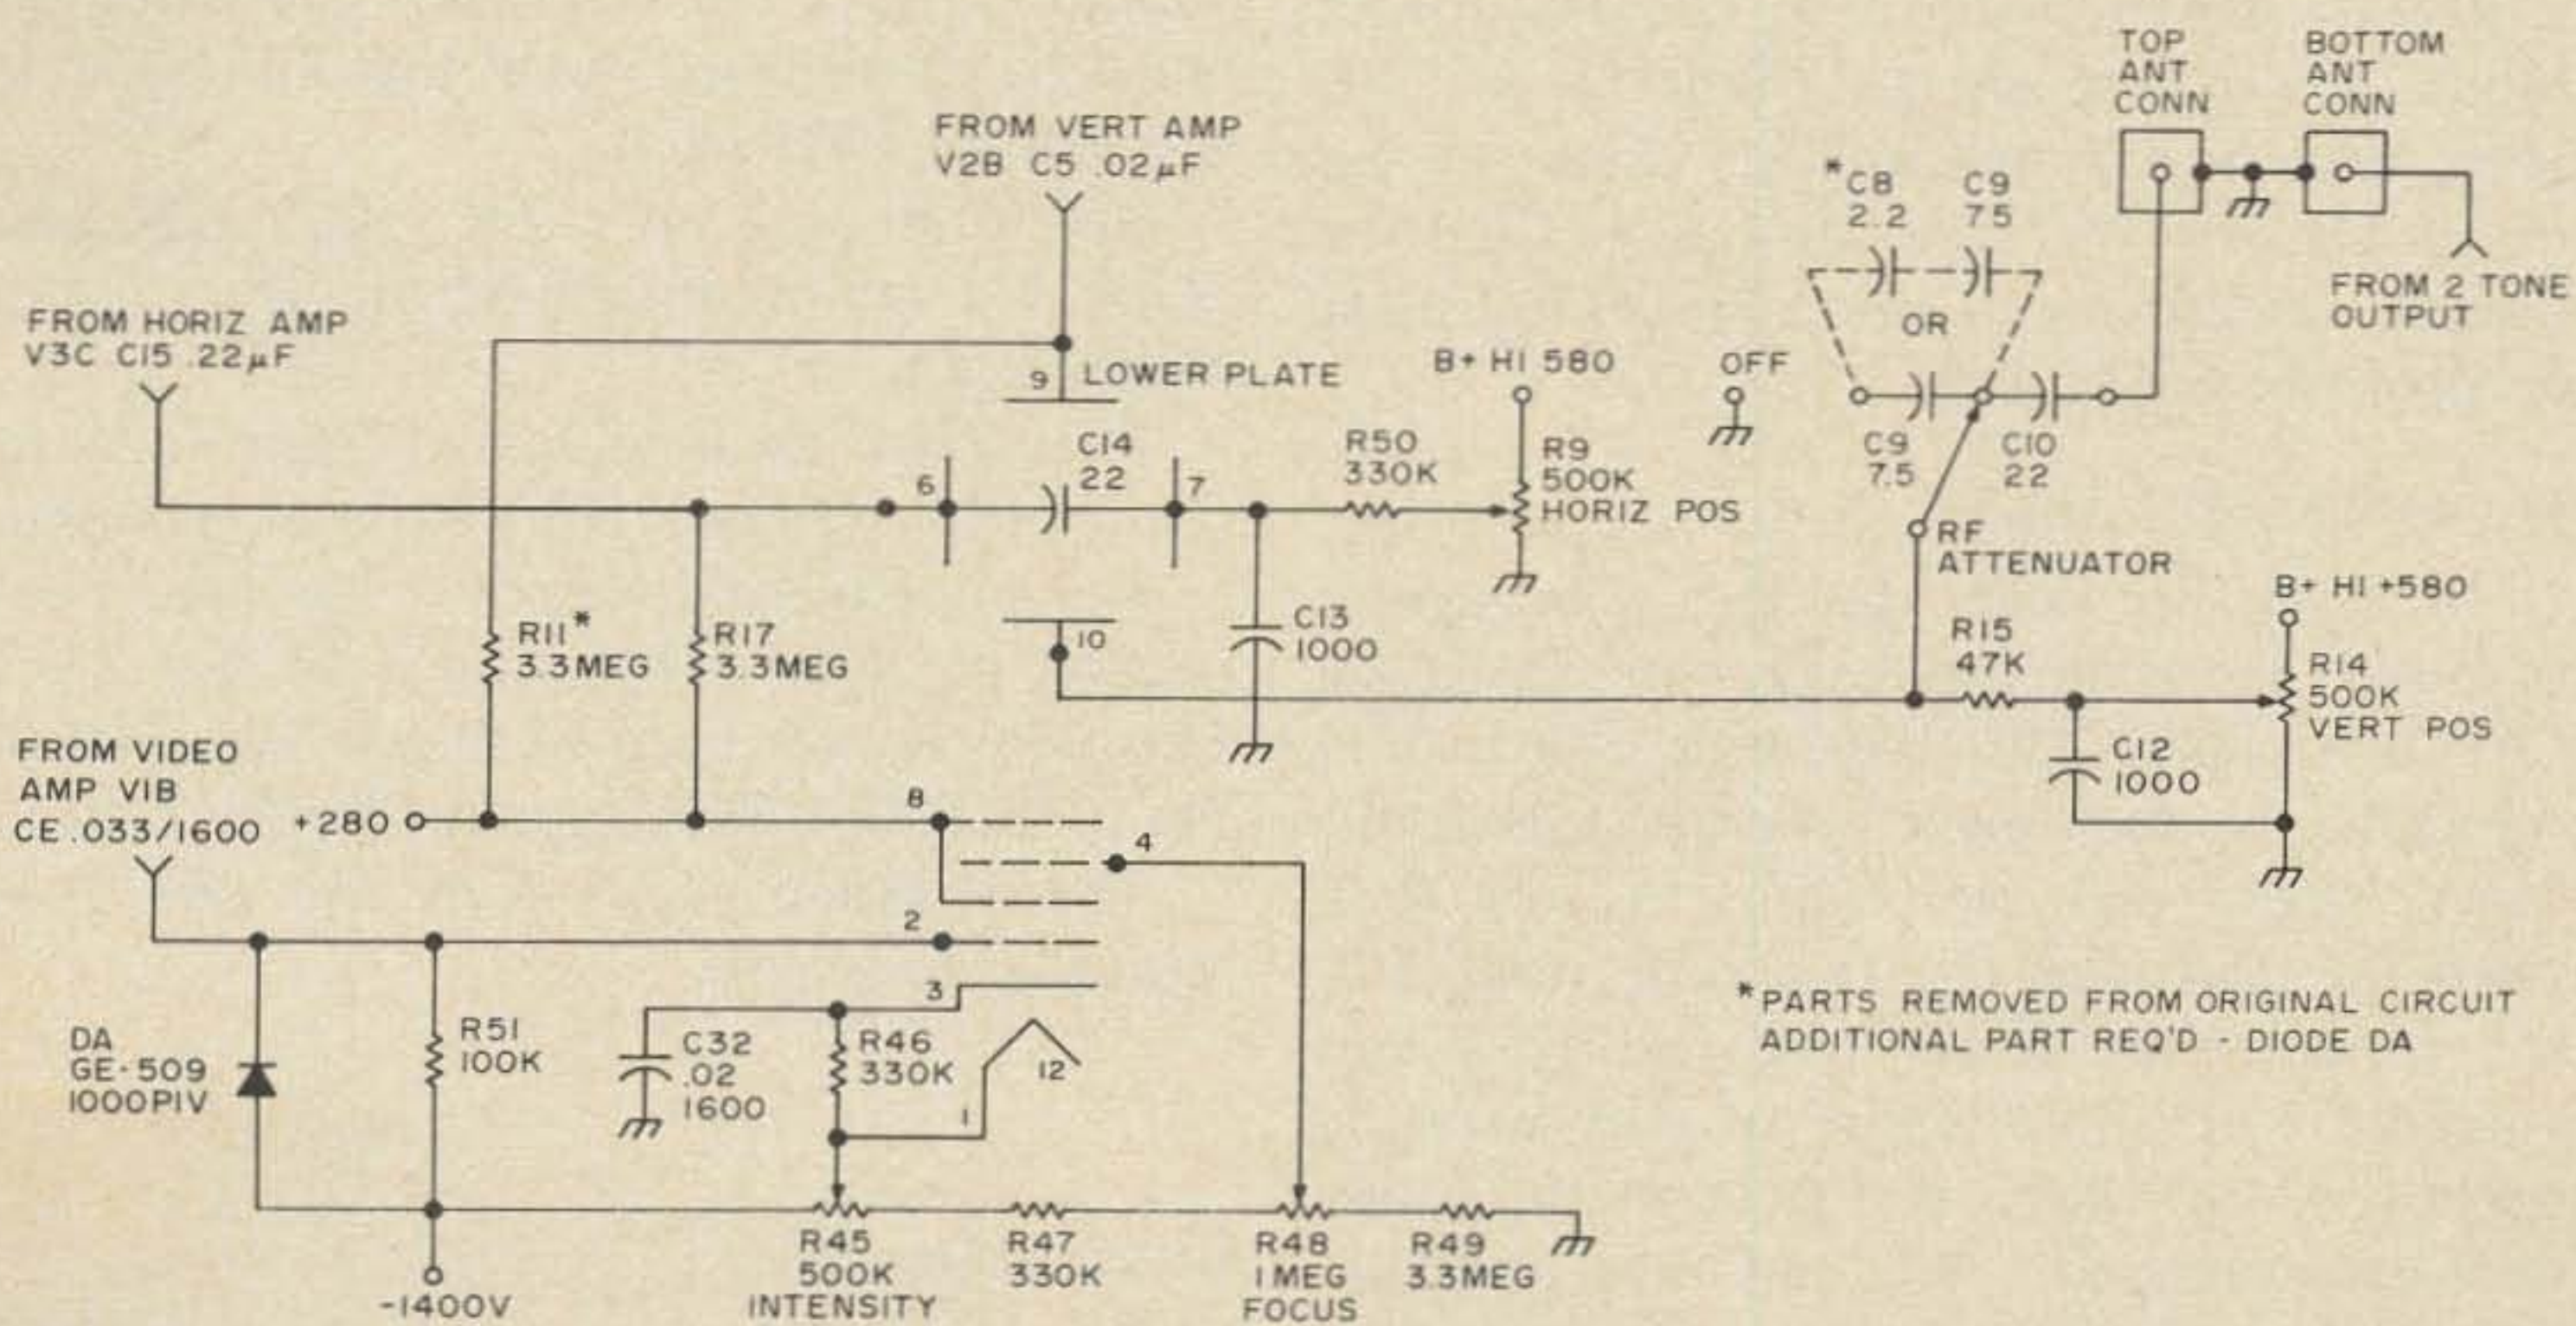 TOP
ANT
CONN
BOTTOM
ANT
CONN
FROM VERT AMP
V2B C5 .02µF
*C8
2.2
C9
75
OR
FROM 2 TONE
OUTPUT
FROM HORIZ AMP
V3C C15 .22µF
9 LOWER PLATE
B+ HI 580
OFF
6
C14
22
7
R50
330K
R9
500K
HORIZ POS
C9
7.5
C10
22
RF
ATTENUATOR
R11*
3.3MEG
R17
3.3MEG
10
C13
1000
R15
47K
B+ HI +580
R14
500K
VERT POS
C12
1000
FROM VIDEO
AMP V1B
CE .033/1600
+280
8
4
2
3
DA
GE-509
1000PIV
R51
100K
C32
.02
1600
R46
330K
12
1
*PARTS REMOVED FROM ORIGINAL CIRCUIT
ADDITIONAL PART REQ'D - DIODE DA
-1400V
R45
500K
INTENSITY
R47
330K
R48
1 MEG
FOCUS
R49
3.3MEG